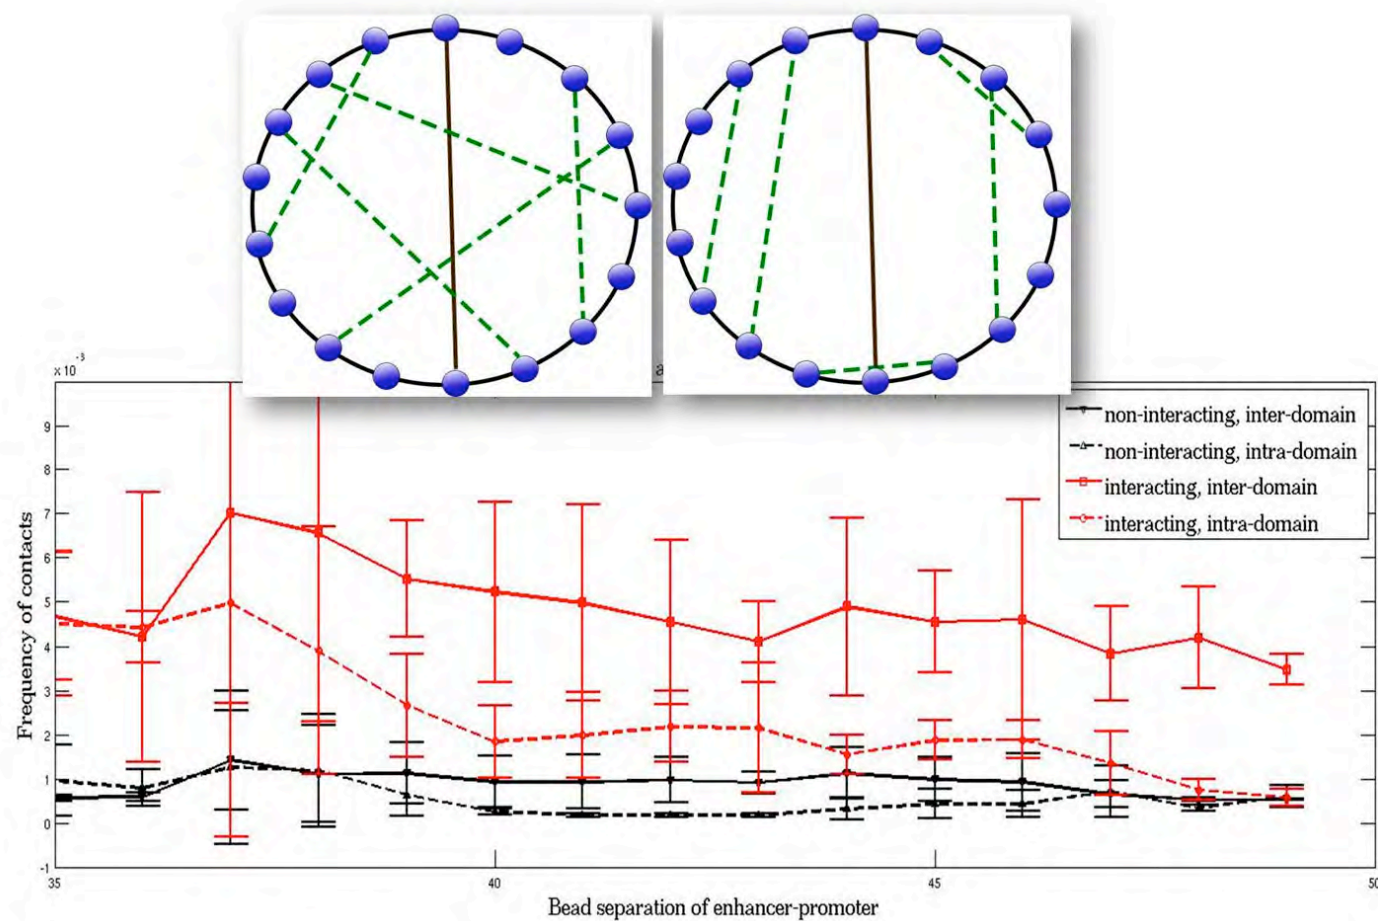 x 10
-3
a
9
8
7
6
5
4
3
2
1
0
-1
35
40
45
50
Frequency of contacts
Bead separation of enhancer-promoter
non-interacting, inter-domain
non-interacting, intra-domain
interacting, inter-domain
interacting, intra-domain